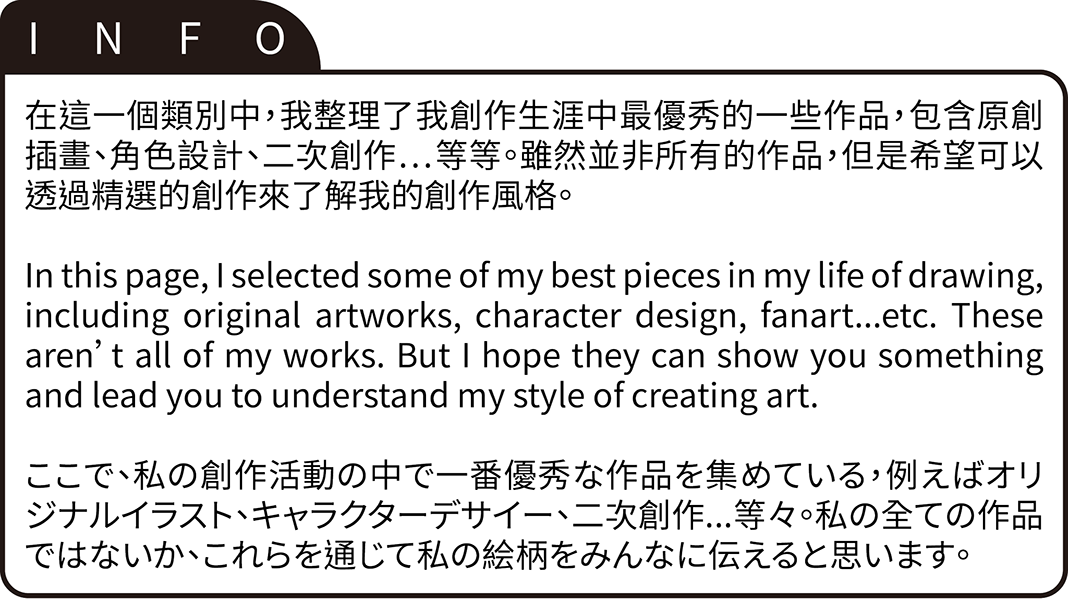 INFO
在這一個類別中，我整理了我創作生涯中最優秀的一些作品，包含原創
插畫、角色設計、二次創作…等等。雖然並非所有的作品，但是希望可以
透過精選的創作來了解我的創作風格。
In this page, I selected some of my best pieces in my life of drawing,
including original artworks, character design, fanart...etc. These
aren’t all of my works. But I hope they can show you something
and lead you to understand my style of creating art.
ここで、私の創作活動の中で一番優秀な作品を集めている，例えばオリ
ジナルイラスト、キャラクターデサイー、二次創作...等々。私の全ての作品
ではないか、これらを通じて私の絵柄をみんなに伝えると思います。